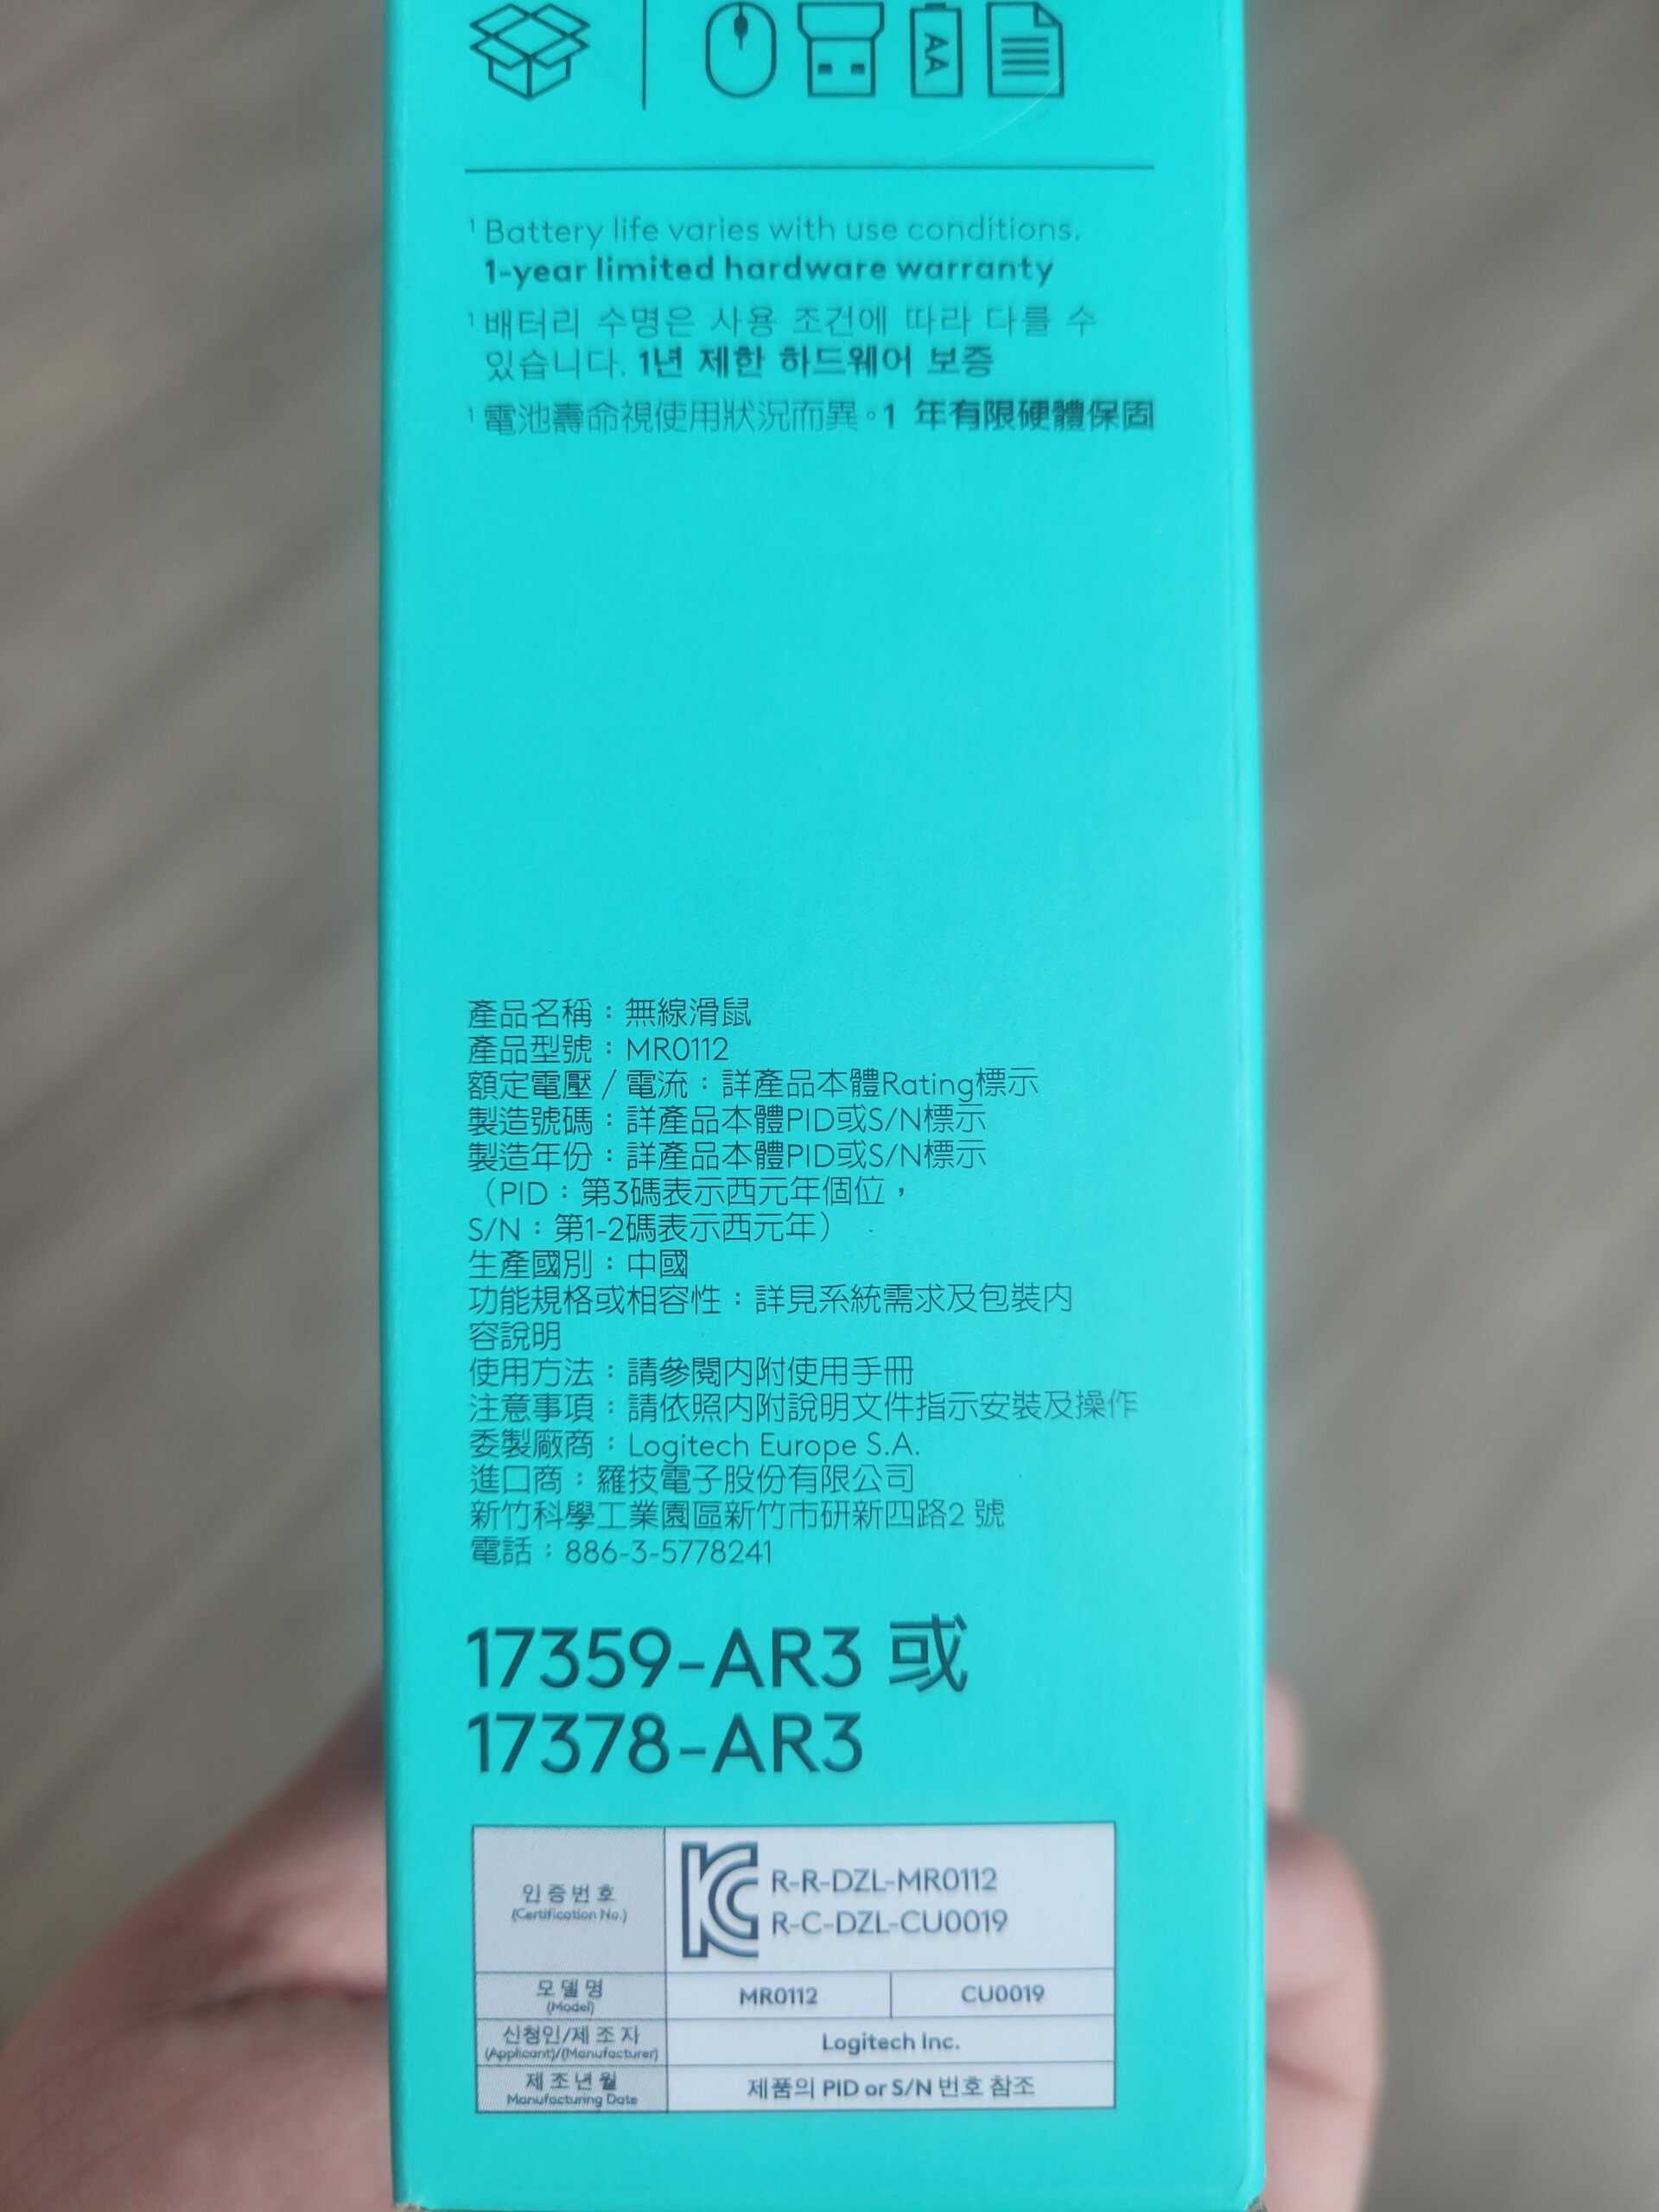 AA
¹ Battery life varies with use conditions.
1-year limited hardware warranty
¹ 배터리 수명은 사용 조건에 따라 다를 수
있습니다. 1년 제한 하드웨어 보증
¹ 電池壽命視使用狀況而異。1 年有限硬體保固
產品名稱：無線滑鼠
產品型號：MR0112
額定電壓 / 電流：詳產品本體Rating標示
製造號碼：詳產品本體PID或S/N標示
製造年份：詳產品本體PID或S/N標示
（PID：第3碼表示西元年個位，
S/N：第1-2碼表示西元年）
生產國別：中國
功能規格或相容性：詳見系統需求及包裝內
容說明
使用方法：請參閱內附使用手冊
注意事項：請依照內附說明文件指示安裝及操作
委製廠商：Logitech Europe S.A.
進口商：羅技電子股份有限公司
新竹科學工業園區新竹市研新四路2 號
電話：886-3-5778241
17359-AR3 或
17378-AR3
인증번호
(Certification No.)
R-R-DZL-MR0112
R-C-DZL-CU0019
모델명
(Model)
MR0112 CU0019
신청인/제조자
(Applicant)/(Manufacturer)
Logitech Inc.
제조년월
Manufacturing Date
제품의 PID or S/N 번호 참조